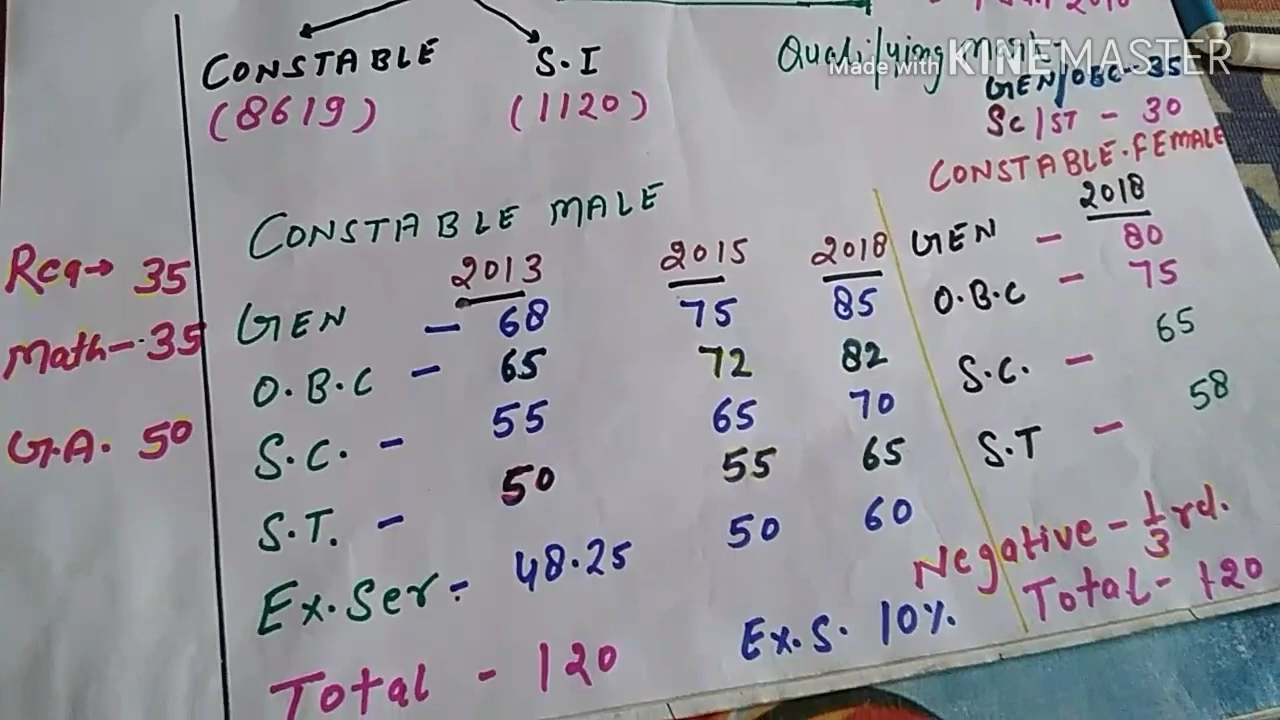 CONSTABLE S.I
(8619) (1120)
Qualifying
Made with KINEMASTER
GEN/OBC-35
SC/ST - 30
CONSTABLE.FEMALE
2018
GEN - 80
O.B.C - 75
S.C. - 65
S.T - 58
Negative - 1/3 rd.
Total - 120
CONSTABLE MALE
2013 2015 2018
GEN - 68 75 85
O.B.C - 65 72 82
S.C. - 55 65 70
S.T. - 50 55 65
Ex.Ser - 48.25 50 60
Total - 120
Ex.S. 10%
Rea→ 35
Math-35
G.A. 50